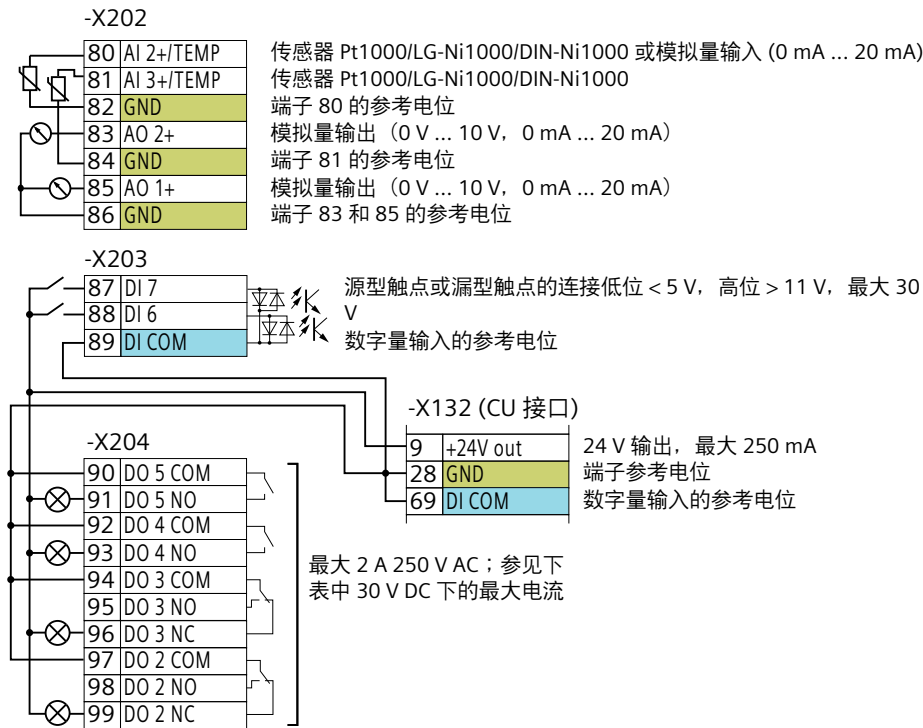 -X202
80 AI 2+/TEMP 传感器 Pt1000/LG-Ni1000/DIN-Ni1000 或模拟量输入 (0 mA ... 20 mA)
81 AI 3+/TEMP 传感器 Pt1000/LG-Ni1000/DIN-Ni1000
82 GND 端子 80 的参考电位
83 AO 2+ 模拟量输出（0 V ... 10 V，0 mA ... 20 mA）
84 GND 端子 81 的参考电位
85 AO 1+ 模拟量输出（0 V ... 10 V，0 mA ... 20 mA）
86 GND 端子 83 和 85 的参考电位
-X203
87 DI 7 源型触点或漏型触点的连接低位 < 5 V，高位 > 11 V，最大 30
88 DI 6 V
89 DI COM 数字量输入的参考电位
-X132 (CU 接口)
9 +24V out 24 V 输出，最大 250 mA
28 GND 端子参考电位
69 DI COM 数字量输入的参考电位
-X204
90 DO 5 COM
91 DO 5 NO
92 DO 4 COM
93 DO 4 NO
94 DO 3 COM
95 DO 3 NO
96 DO 3 NC
97 DO 2 COM
98 DO 2 NO
99 DO 2 NC
最大 2 A 250 V AC；参见下
表中 30 V DC 下的最大电流